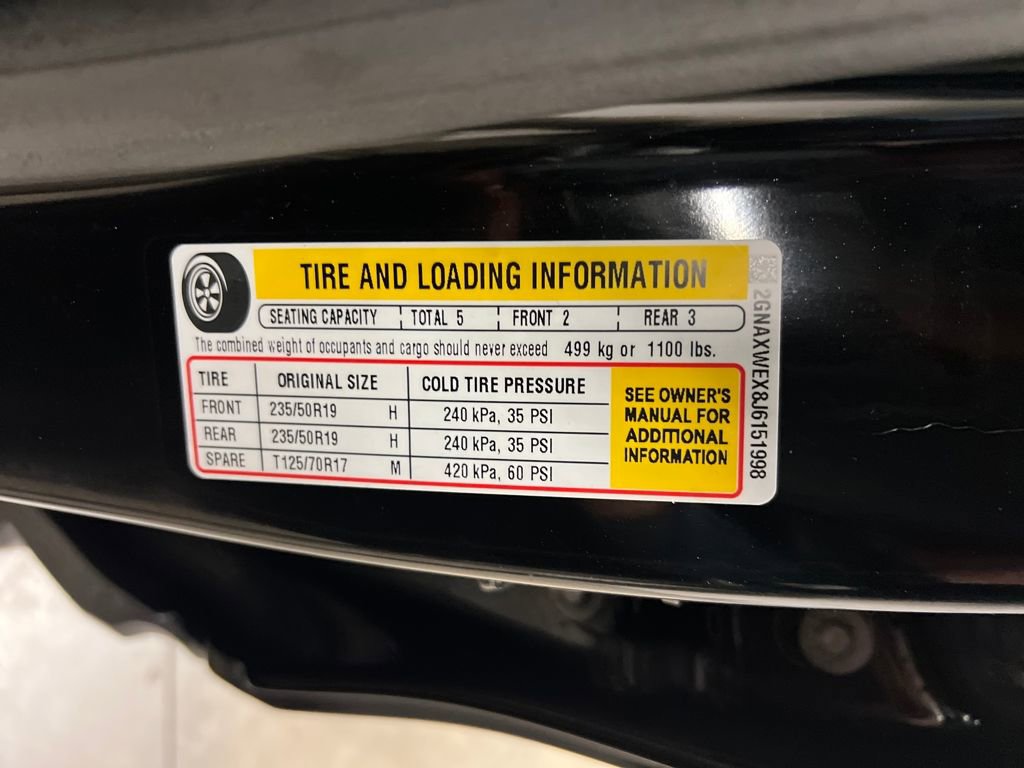 TIRE AND LOADING INFORMATION
SEATING CAPACITY TOTAL 5 FRONT 2 REAR 3
The combined weight of occupants and cargo should never exceed 499 kg or 1100 lbs.
TIRE ORIGINAL SIZE COLD TIRE PRESSURE
FRONT 235/50R19 H 240 kPa, 35 PSI
REAR 235/50R19 H 240 kPa, 35 PSI
SPARE T125/70R17 M 420 kPa, 60 PSI
SEE OWNER'S
MANUAL FOR
ADDITIONAL
INFORMATION
2GNAXWEX8J6151998